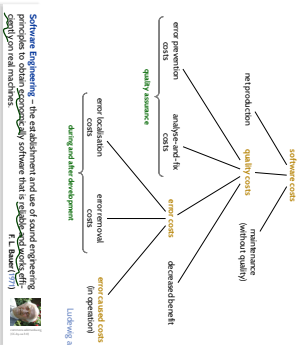 software costs
net production
quality costs
maintenance
(without quality)
error prevention
costs
analyse-and-fix
costs
quality assurance
error costs
decreased benefit
error localisation
costs
error removal
costs
error caused costs
(in operation)
during and after development
Ludewig a
Software Engineering – the establishment and use of sound engineering
principles to obtain economically software that is reliable and works effi-
ciently on real machines.
F. L. Bauer (1971)